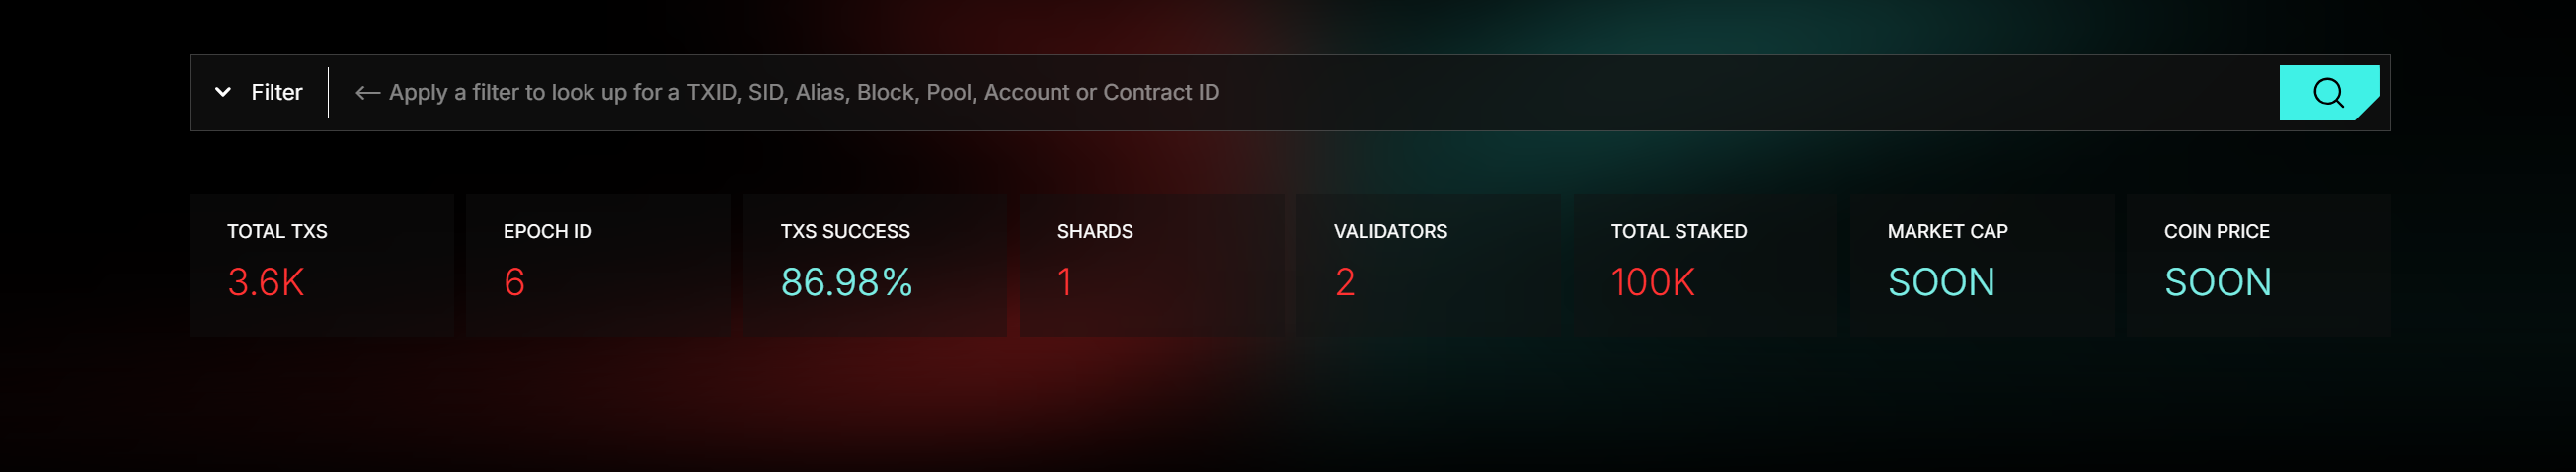 Filter
← Apply a filter to look up for a TXID, SID, Alias, Block, Pool, Account or Contract ID
TOTAL TXS
3.6K
EPOCH ID
6
TXS SUCCESS
86.98%
SHARDS
1
VALIDATORS
2
TOTAL STAKED
100K
MARKET CAP
SOON
COIN PRICE
SOON